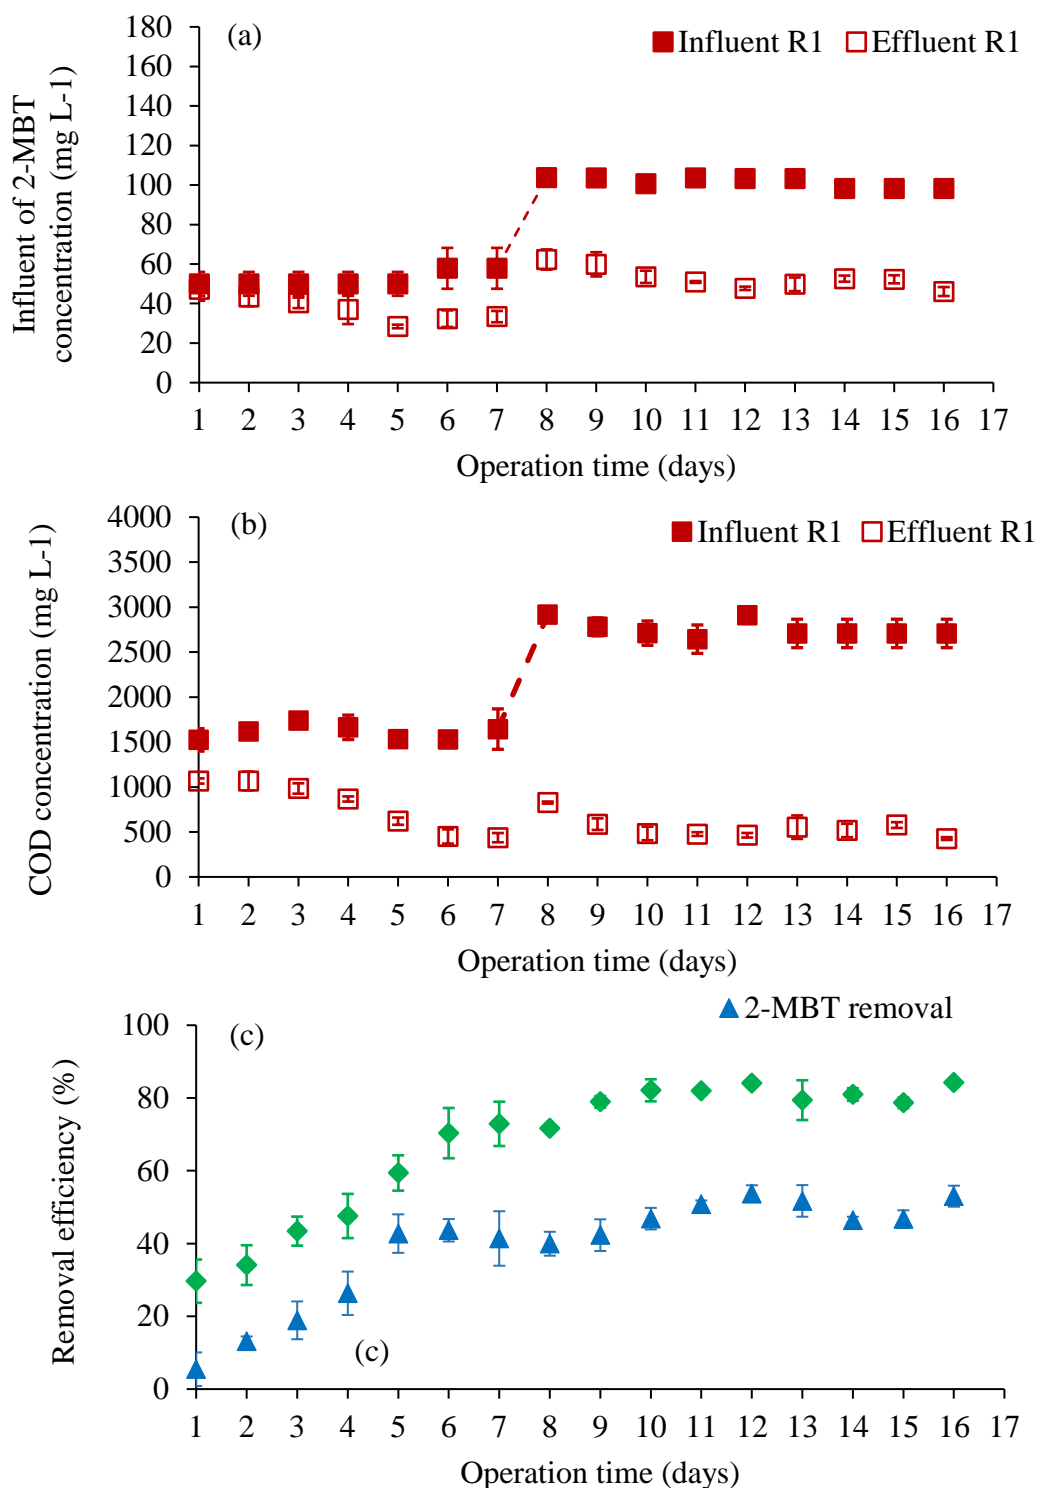 (a)
Influent R1 Effluent R1
Influent of 2-MBT
concentration (mg L-1)
180
160
140
120
100
80
60
40
20
0
1 2 3 4 5 6 7 8 9 10 11 12 13 14 15 16 17
Operation time (days)
(b)
Influent R1 Effluent R1
COD concentration (mg L-1)
4000
3500
3000
2500
2000
1500
1000
500
0
1 2 3 4 5 6 7 8 9 10 11 12 13 14 15 16 17
Operation time (days)
2-MBT removal
(c)
Removal efficiency (%)
100
80
60
40
20
0
(c)
1 2 3 4 5 6 7 8 9 10 11 12 13 14 15 16 17
Operation time (days)